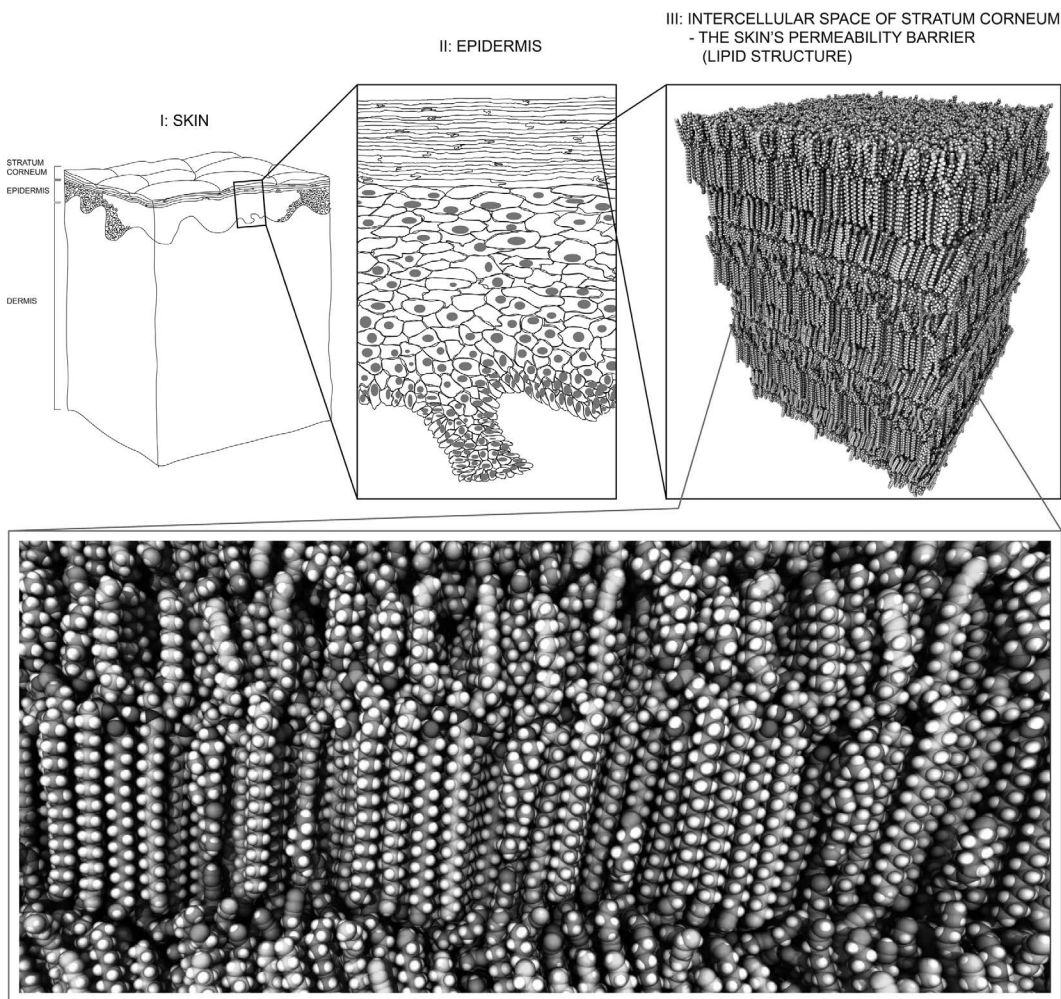 III: INTERCELLULAR SPACE OF STRATUM CORNEUM
- THE SKIN'S PERMEABILITY BARRIER
(LIPID STRUCTURE)
II: EPIDERMIS
I: SKIN
STRATUM
CORNEUM
EPIDERMIS
DERMIS